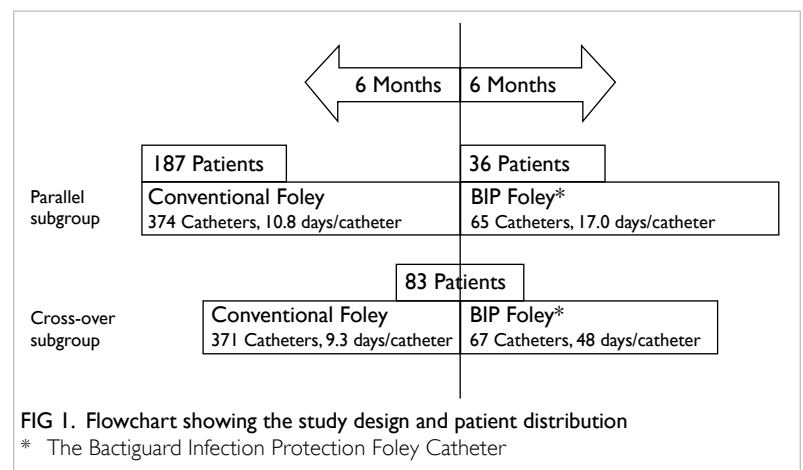 6 Months 6 Months
187 Patients 36 Patients
Parallel
subgroup
Conventional Foley
374 Catheters, 10.8 days/catheter
BIP Foley*
65 Catheters, 17.0 days/catheter
83 Patients
Cross-over
subgroup
Conventional Foley
371 Catheters, 9.3 days/catheter
BIP Foley*
67 Catheters, 48 days/catheter
FIG 1. Flowchart showing the study design and patient distribution
* The Bactiguard Infection Protection Foley Catheter